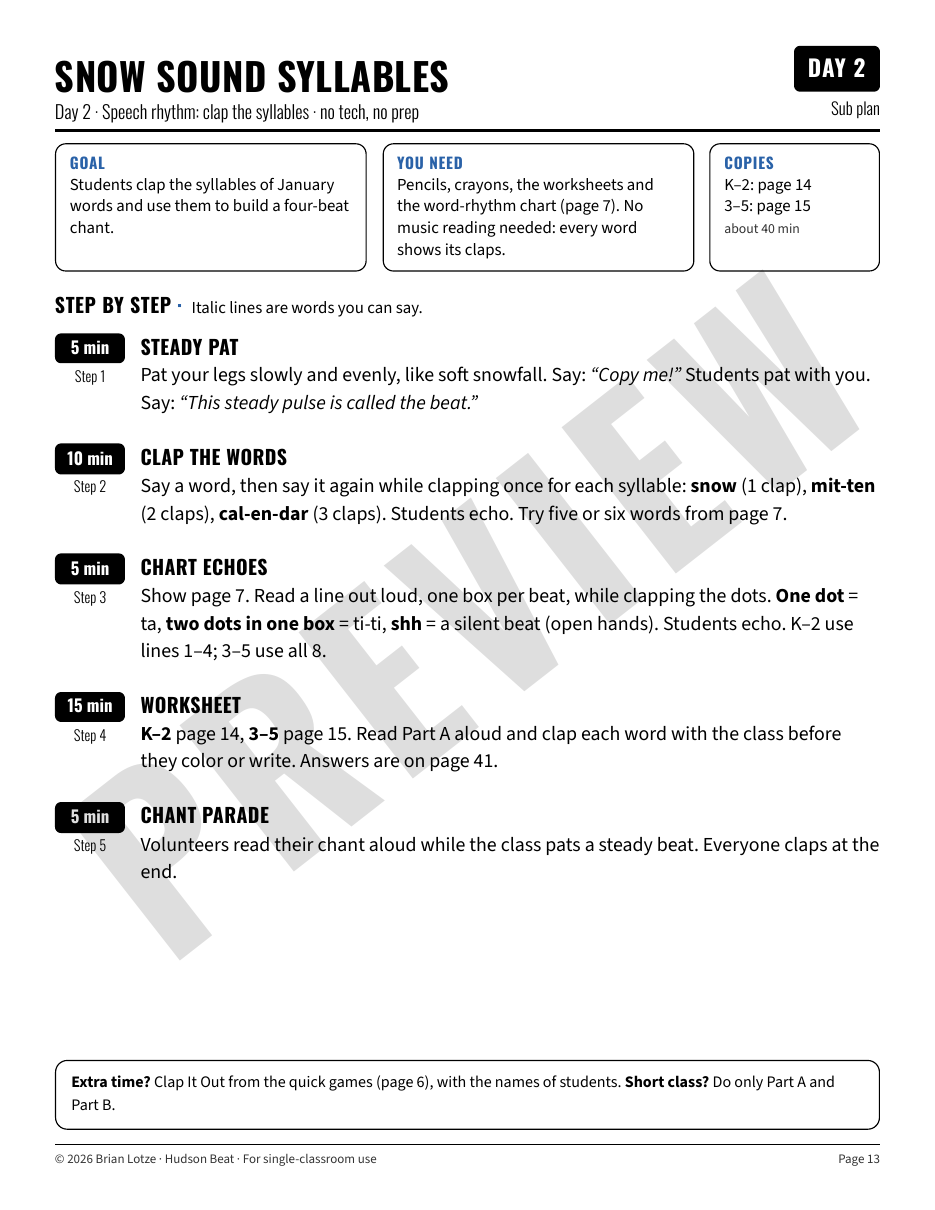 SNOW SOUND SYLLABLES
DAY 2
Day 2 · Speech rhythm: clap the syllables · no tech, no prep
Sub plan
GOAL
Students clap the syllables of January
words and use them to build a four-beat
chant.
YOU NEED
Pencils, crayons, the worksheets and
the word-rhythm chart (page 7). No
music reading needed: every word
shows its claps.
COPIES
K–2: page 14
3–5: page 15
about 40 min
STEP BY STEP · Italic lines are words you can say.
5 min
Step 1
STEADY PAT
Pat your legs slowly and evenly, like soft snowfall. Say: “Copy me!” Students pat with you.
Say: “This steady pulse is called the beat.”
10 min
Step 2
CLAP THE WORDS
Say a word, then say it again while clapping once for each syllable: snow (1 clap), mit-ten
(2 claps), cal-en-dar (3 claps). Students echo. Try five or six words from page 7.
5 min
Step 3
CHART ECHOES
Show page 7. Read a line out loud, one box per beat, while clapping the dots. One dot =
ta, two dots in one box = ti-ti, shh = a silent beat (open hands). Students echo. K–2 use
lines 1–4; 3–5 use all 8.
15 min
Step 4
WORKSHEET
K–2 page 14, 3–5 page 15. Read Part A aloud and clap each word with the class before
they color or write. Answers are on page 41.
5 min
Step 5
CHANT PARADE
Volunteers read their chant aloud while the class pats a steady beat. Everyone claps at the
end.
PREVIEW
Extra time? Clap It Out from the quick games (page 6), with the names of students. Short class? Do only Part A and
Part B.
© 2026 Brian Lotze · Hudson Beat · For single-classroom use
Page 13